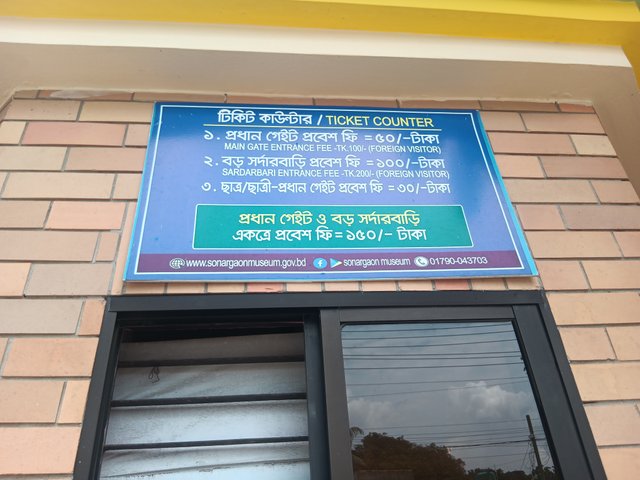 টিকিট কাউন্টার / TICKET COUNTER
১. প্রধান গেইট প্রবেশ ফি = ৫০/-টাকা
MAIN GATE ENTRANCE FEE -TK.100/- (FOREIGN VISITOR)
২. বড় সর্দারবাড়ি প্রবেশ ফি = ১০০/-টাকা
SARDARBARI ENTRANCE FEE -TK.200/- (FOREIGN VISITOR)
৩. ছাত্র/ছাত্রী-প্রধান গেইট প্রবেশ ফি = ৩০/-টাকা
প্রধান গেইট ও বড় সর্দারবাড়ি
একত্রে প্রবেশ ফি = ১৫০/- টাকা
www.sonargaonmuseum.gov.bd sonargaon museum 01790-043703